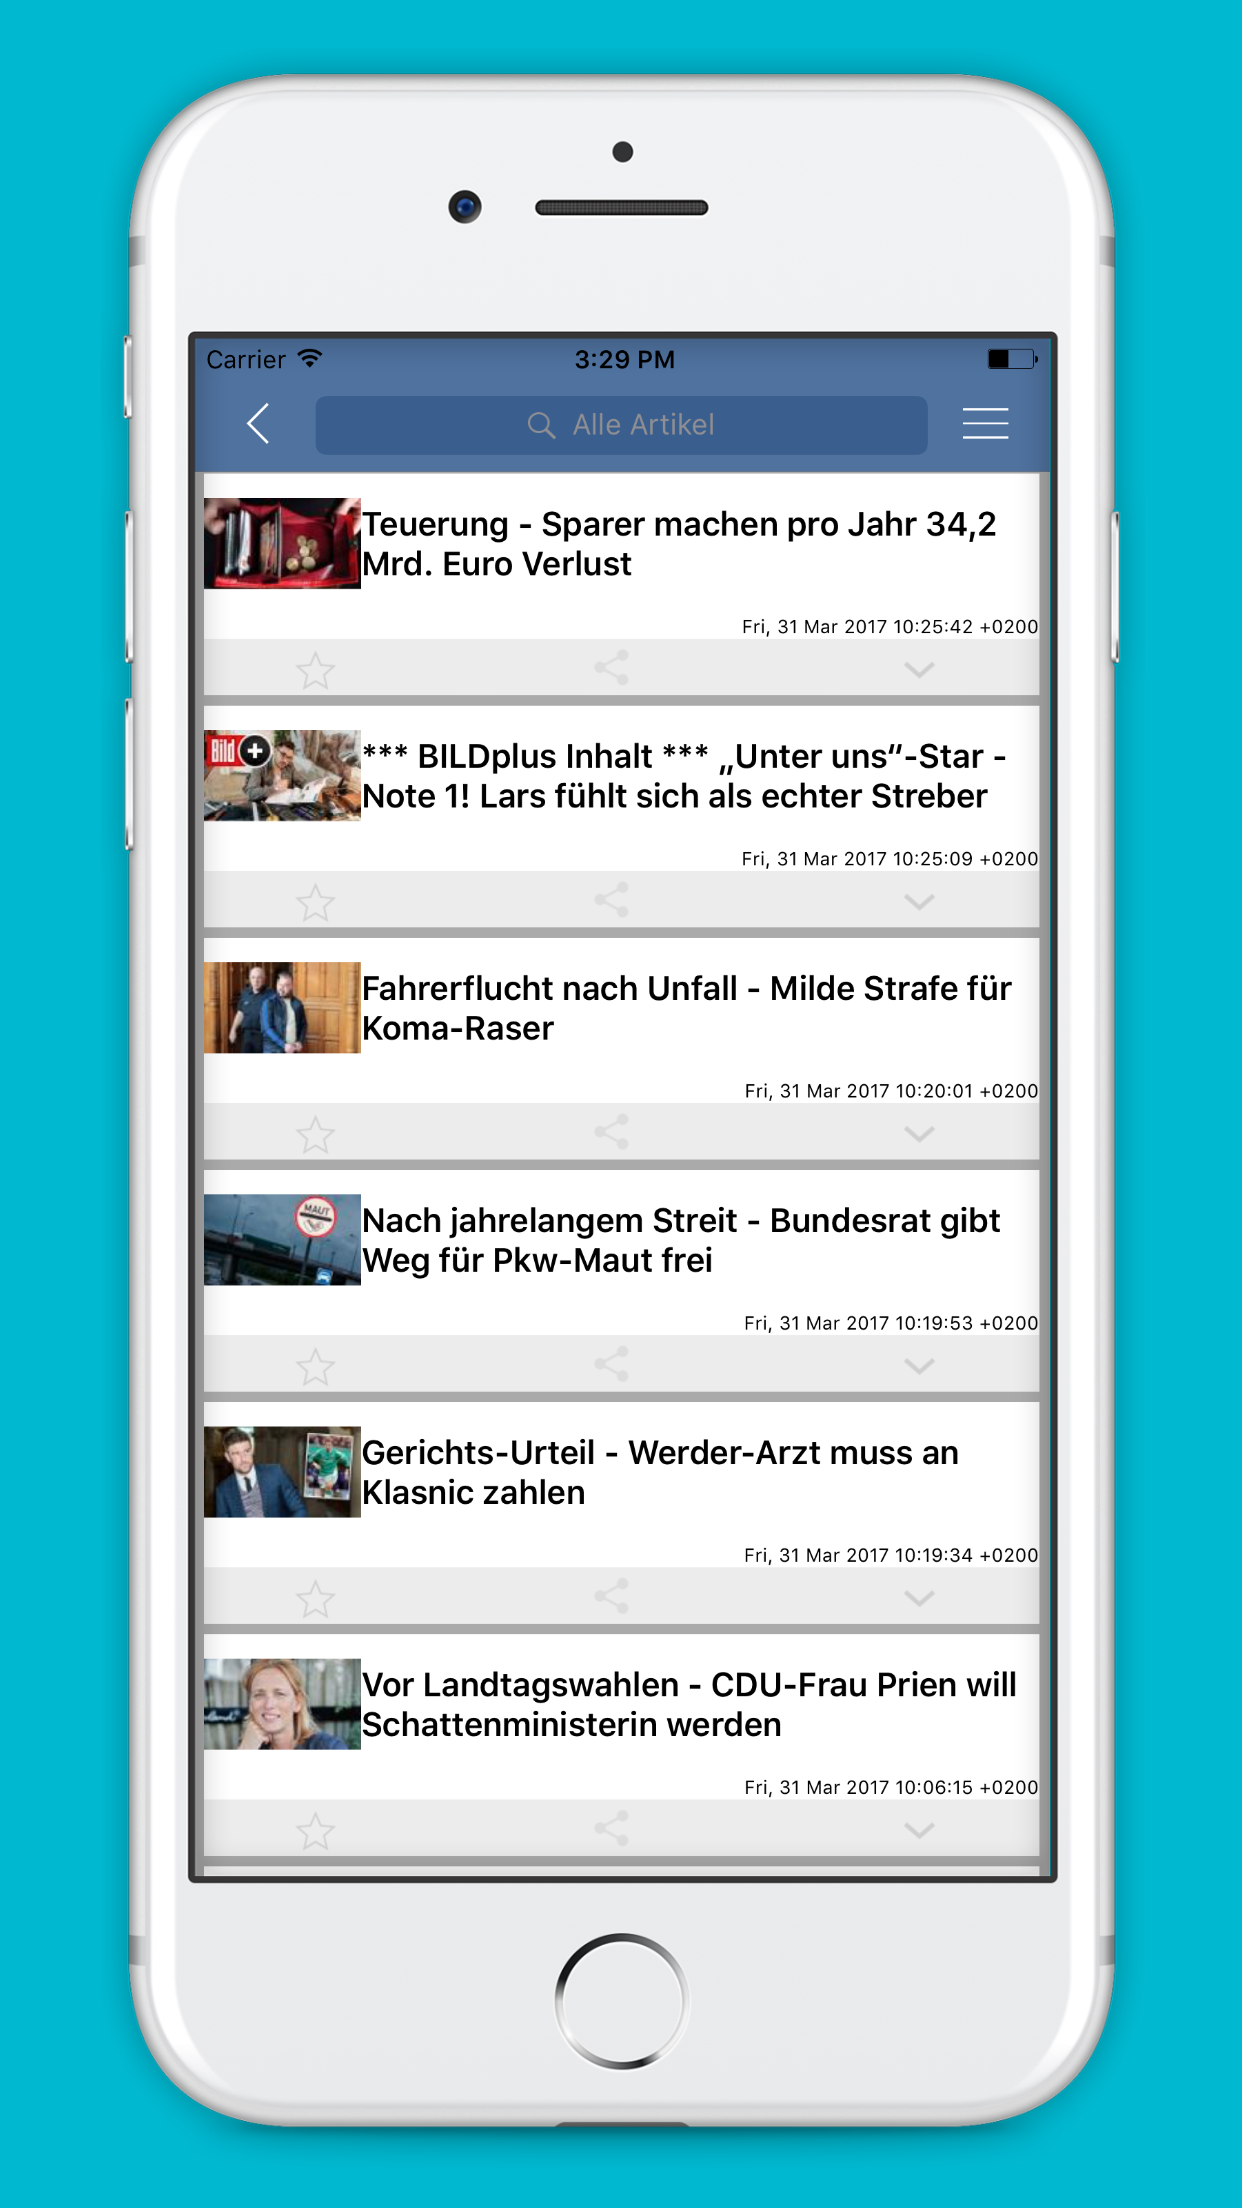 Carrier 3:29 PM
Alle Artikel
Teuerung - Sparer machen pro Jahr 34,2
Mrd. Euro Verlust
Fri, 31 Mar 2017 10:25:42 +0200
Bild
*** BILDplus Inhalt *** „Unter uns“-Star -
Note 1! Lars fühlt sich als echter Streber
Fri, 31 Mar 2017 10:25:09 +0200
Fahrerflucht nach Unfall - Milde Strafe für
Koma-Raser
Fri, 31 Mar 2017 10:20:01 +0200
MAUT
Nach jahrelangem Streit - Bundesrat gibt
Weg für Pkw-Maut frei
Fri, 31 Mar 2017 10:19:53 +0200
Gerichts-Urteil - Werder-Arzt muss an
Klasnic zahlen
Fri, 31 Mar 2017 10:19:34 +0200
Vor Landtagswahlen - CDU-Frau Prien will
Schattenministerin werden
Fri, 31 Mar 2017 10:06:15 +0200